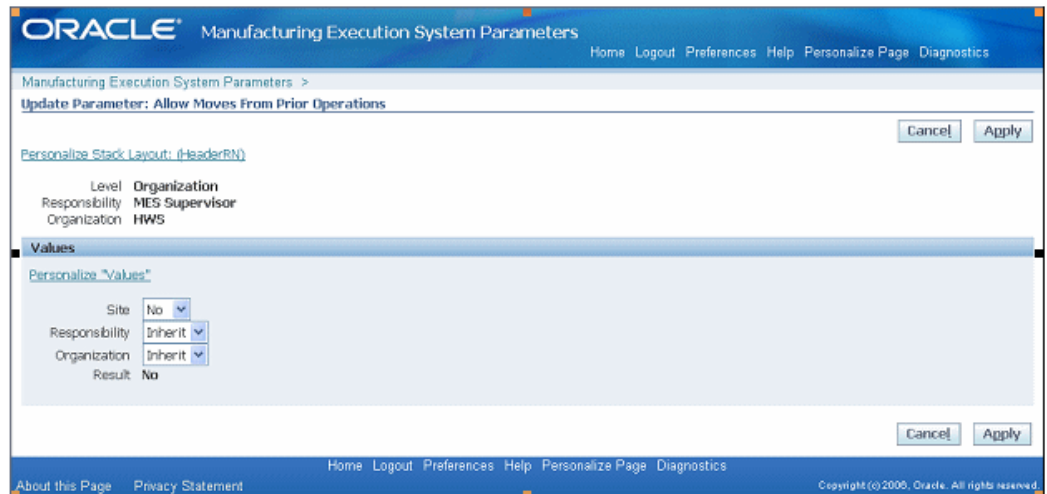 ORACLE® Manufacturing Execution System Parameters
Home Logout Preferences Help Personalize Page Diagnostics
Manufacturing Execution System Parameters >
Update Parameter: Allow Moves From Prior Operations
Cancel Apply
Personalize Stack Layout: (HeaderRN)
Level Organization
Responsibility MES Supervisor
Organization HWS
Values
Personalize "Values"
Site No
Responsibility Inherit
Organization Inherit
Result No
Cancel Apply
Home Logout Preferences Help Personalize Page Diagnostics
About this Page Privacy Statement Copyright (c) 2006, Oracle. All rights reserved.